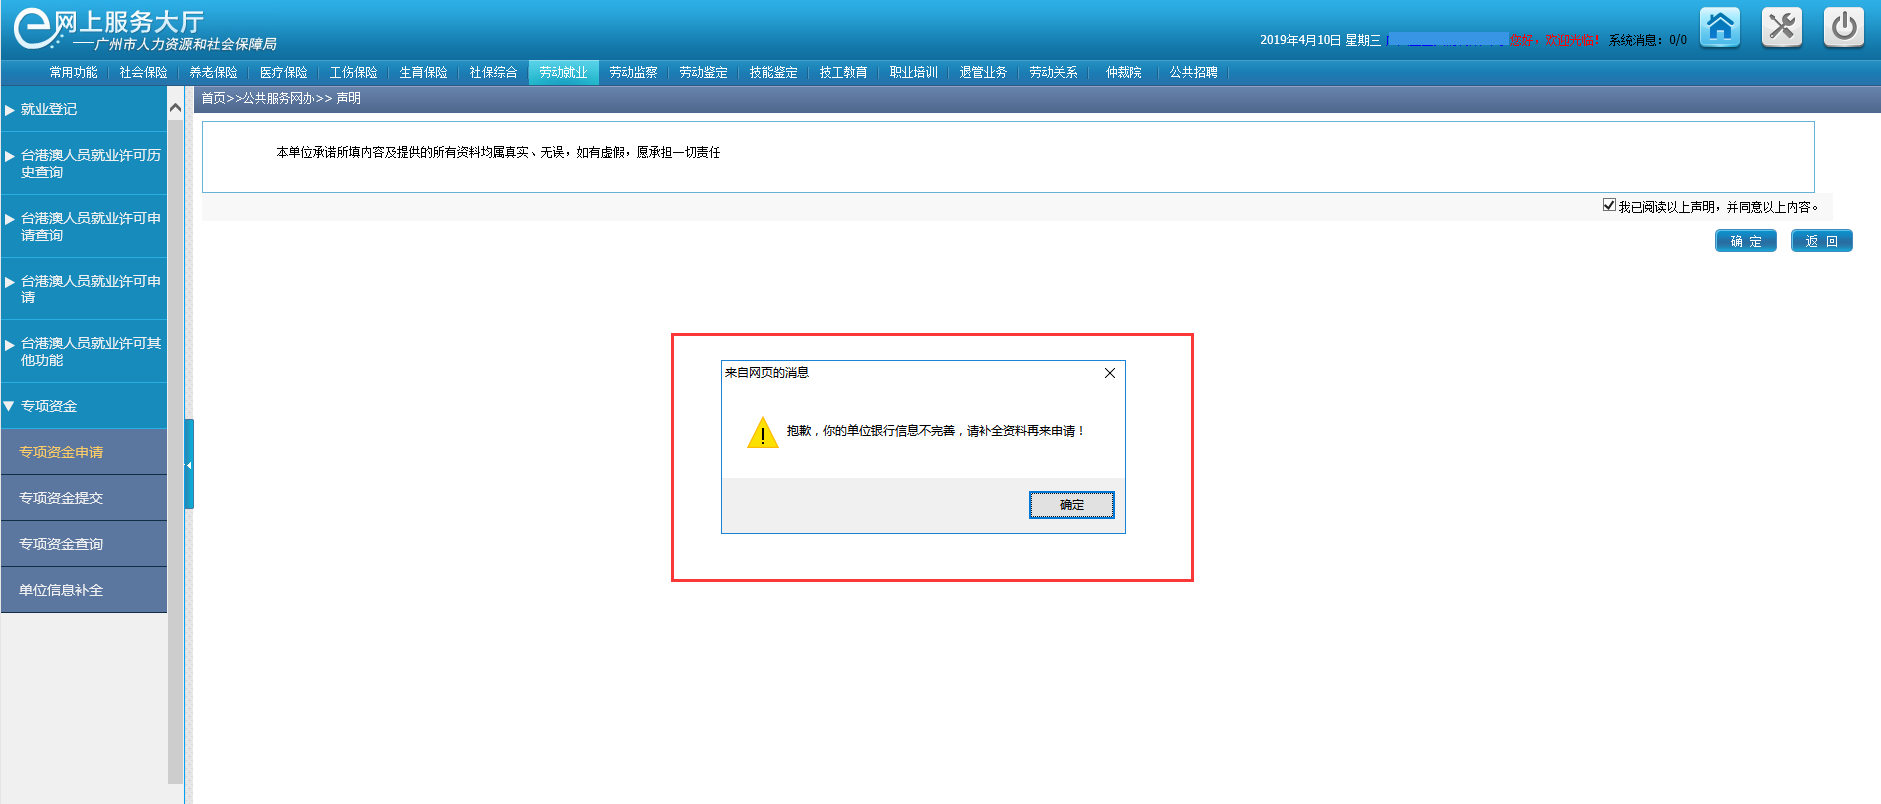 网上服务大厅
——广州市人力资源和社会保障局
2019年4月10日 星期三
您好，欢迎光临!
系统消息：0/0
常用功能 社会保险 养老保险 医疗保险 工伤保险 生育保险 社保综合 劳动就业 劳动监察 劳动鉴定 技能鉴定 技工教育 职业培训 退管业务 劳动关系 仲裁院 公共招聘
首页>>公共服务网办>> 声明
就业登记
台港澳人员就业许可历
史查询
台港澳人员就业许可申
请查询
台港澳人员就业许可申
请
台港澳人员就业许可其
他功能
专项资金
专项资金申请
专项资金提交
专项资金查询
单位信息补全
本单位承诺所填内容及提供的所有资料均属真实、无误，如有虚假，愿承担一切责任
我已阅读以上声明，并同意以上内容。
确 定
返 回
来自网页的消息
抱歉，你的单位银行信息不完善，请补全资料再来申请！
确定